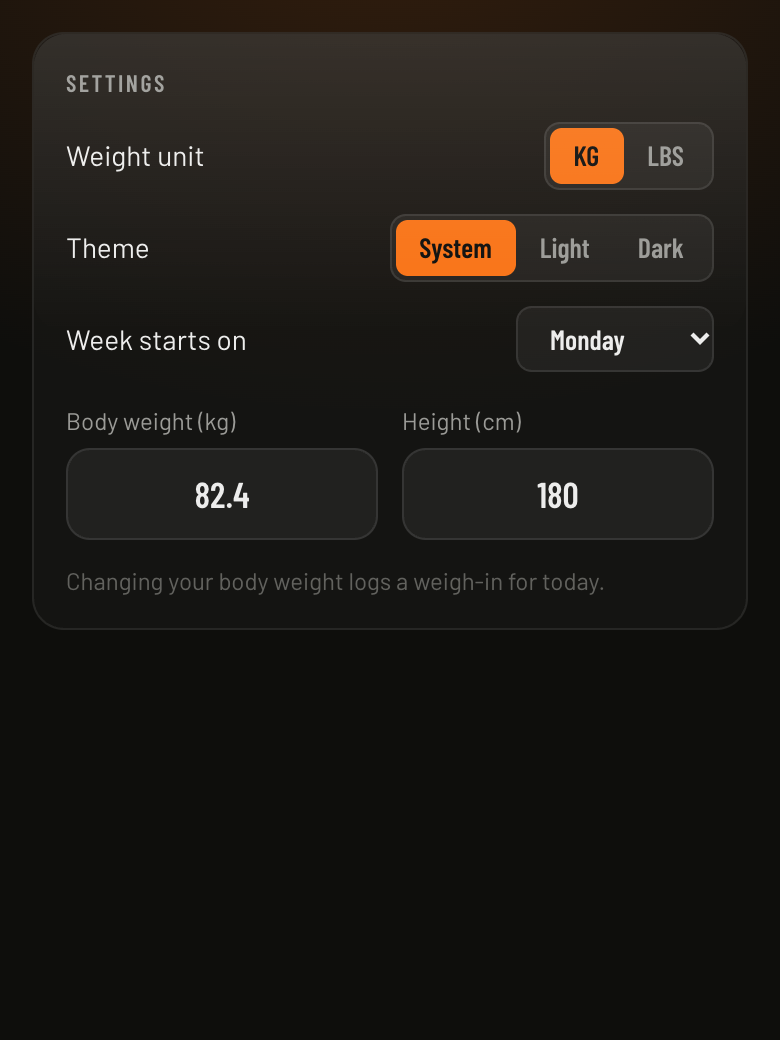 SETTINGS
Weight unit KG LBS
Theme System Light Dark
Week starts on Monday
Body weight (kg) Height (cm)
82.4 180
Changing your body weight logs a weigh-in for today.